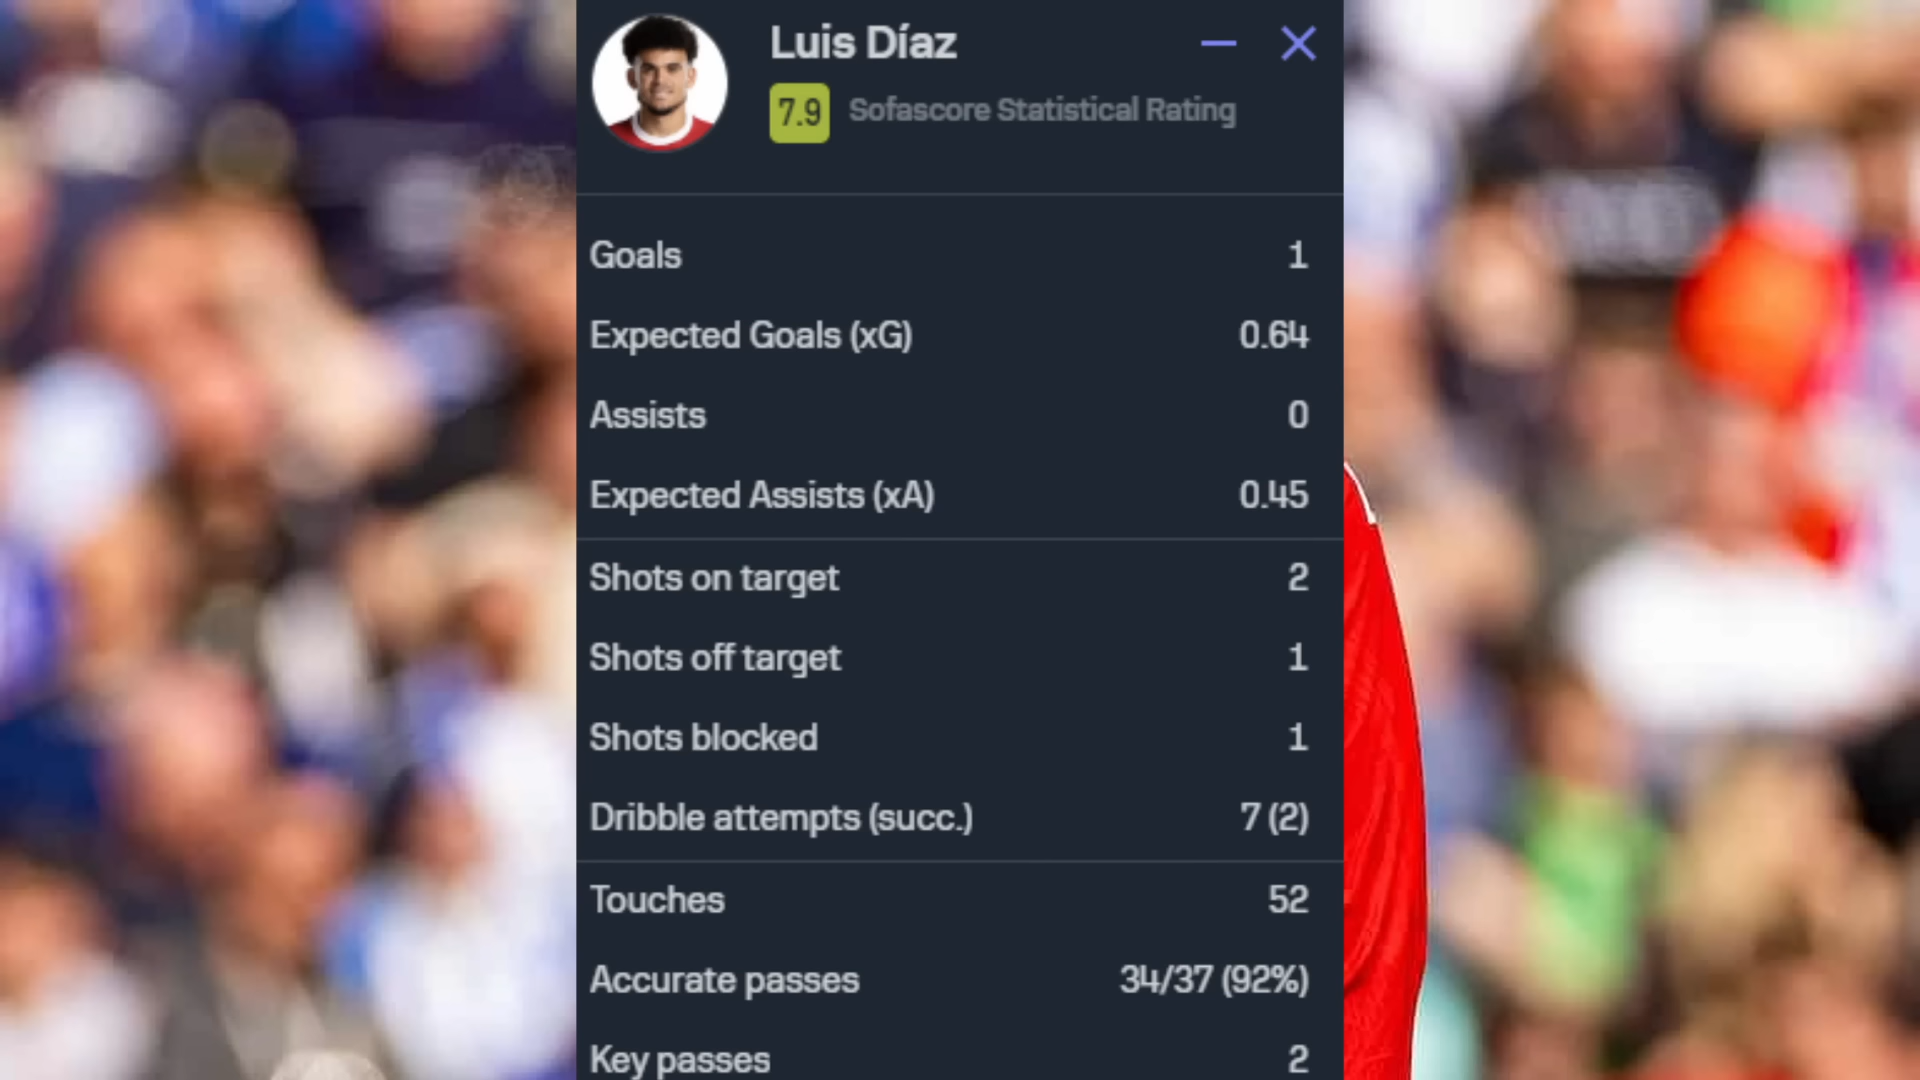 Luis Díaz
7.9 Sofascore Statistical Rating
Goals 1
Expected Goals (xG) 0.64
Assists 0
Expected Assists (xA) 0.45
Shots on target 2
Shots off target 1
Shots blocked 1
Dribble attempts (succ.) 7 (2)
Touches 52
Accurate passes 34/37 (92%)
Key passes 2